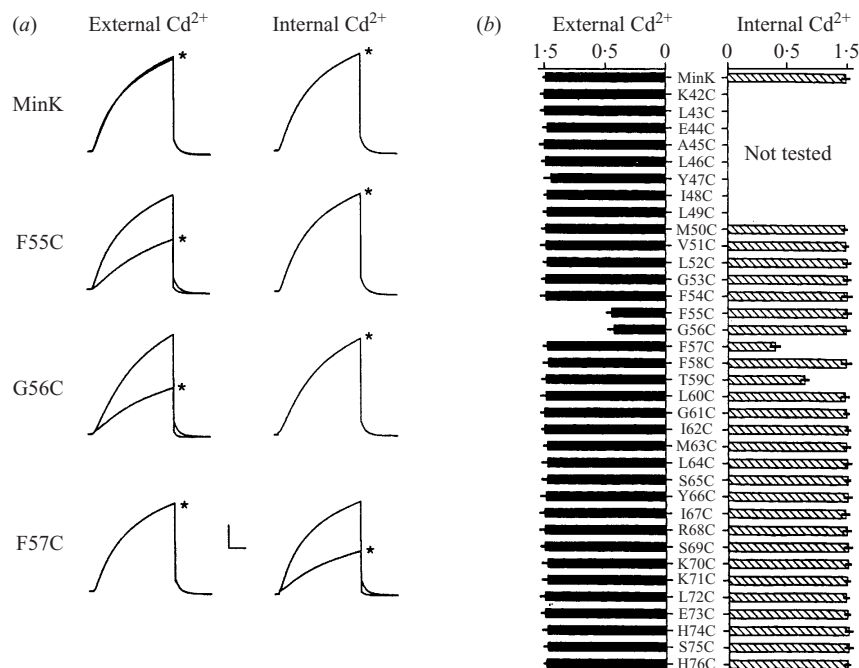 (a) External Cd²⁺ Internal Cd²⁺
*
*
MinK
*
*
F55C
*
*
G56C
*
*
F57C
(b) External Cd²⁺ Internal Cd²⁺
1·5 0·5 0 0 0·5 1·5
MinK
K42C
L43C
E44C
A45C
L46C
Y47C
I48C
L49C
Not tested
M50C
V51C
L52C
G53C
F54C
F55C
G56C
F57C
F58C
T59C
L60C
G61C
I62C
M63C
L64C
S65C
Y66C
I67C
R68C
S69C
K70C
K71C
L72C
E73C
H74C
S75C
H76C